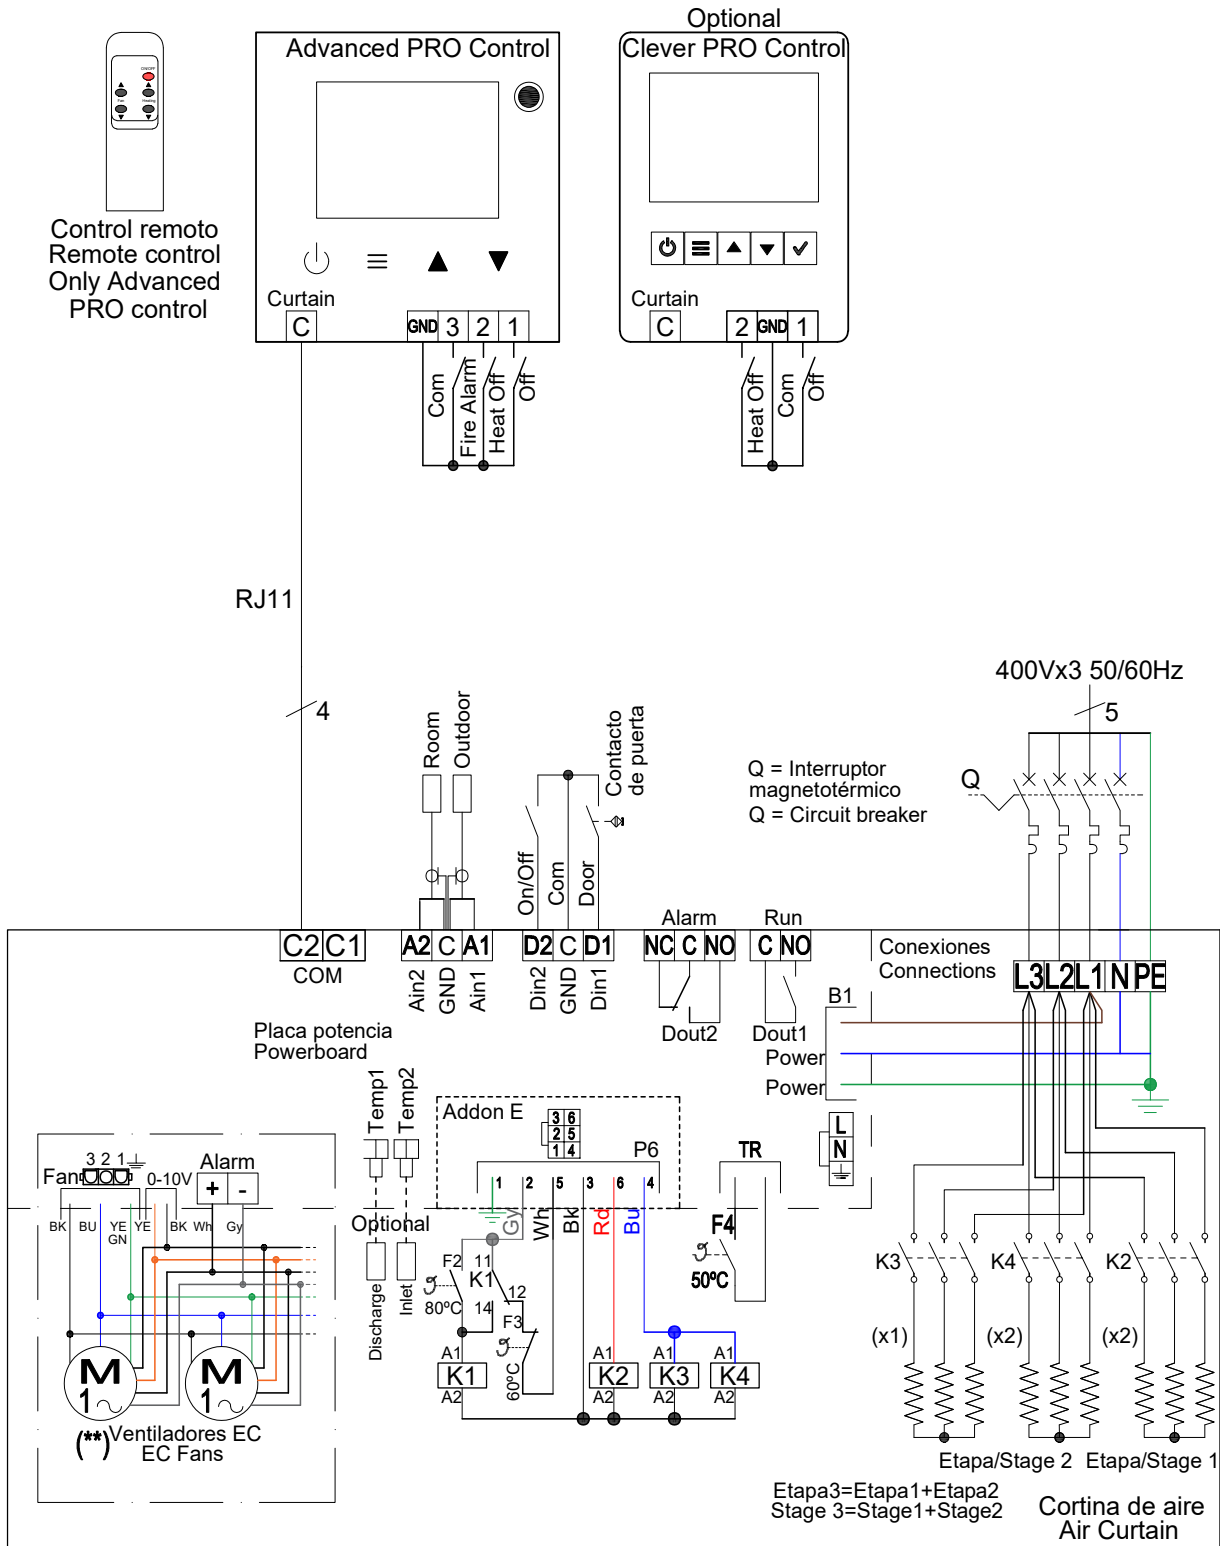 Optional
Advanced PRO Control
Clever PRO Control
ON/OFF
Fan
Heating
Control remoto
Remote control
Only Advanced
PRO control
Curtain
C
GND 3 2 1
Com
Fire Alarm
Heat Off
Off
Curtain
C
2 GND 1
Heat Off
Com
Off
RJ11
4
400Vx3 50/60Hz
5
Room
Outdoor
Contacto
de puerta
On/Off
Com
Door
Q = Interruptor
magnetotérmico
Q = Circuit breaker
Q
Alarm
Run
C2 C1
COM
A2 C A1
Ain2
GND
Ain1
D2 C D1
Din2
GND
Din1
NC C NO
Dout2
C NO
Dout1
Conexiones
Connections
L3 L2 L1 N PE
B1
Power
Power
Placa potencia
Powerboard
Temp1
Temp2
Addon E
3 6
2 5
1 4
P6
TR
L
N
1 2 5 3 6 4
Gy
Wh
Bk
Rd
Bu
Optional
Discharge
Inlet
Fan
3 2 1
0-10V
Alarm
+ -
BK
BU
YE
GN
YE
BK
Wh
Gy
M
1
M
1
(**) Ventiladores EC
EC Fans
F2
80ºC
11
K1
12
14
F3
60ºC
F4
50ºC
A1
K1
A2
A1
K2
A2
A1
K3
A2
A1
K4
A2
K3
K4
K2
(x1)
(x2)
(x2)
Etapa/Stage 2
Etapa/Stage 1
Etapa3=Etapa1+Etapa2
Stage 3=Stage1+Stage2
Cortina de aire
Air Curtain